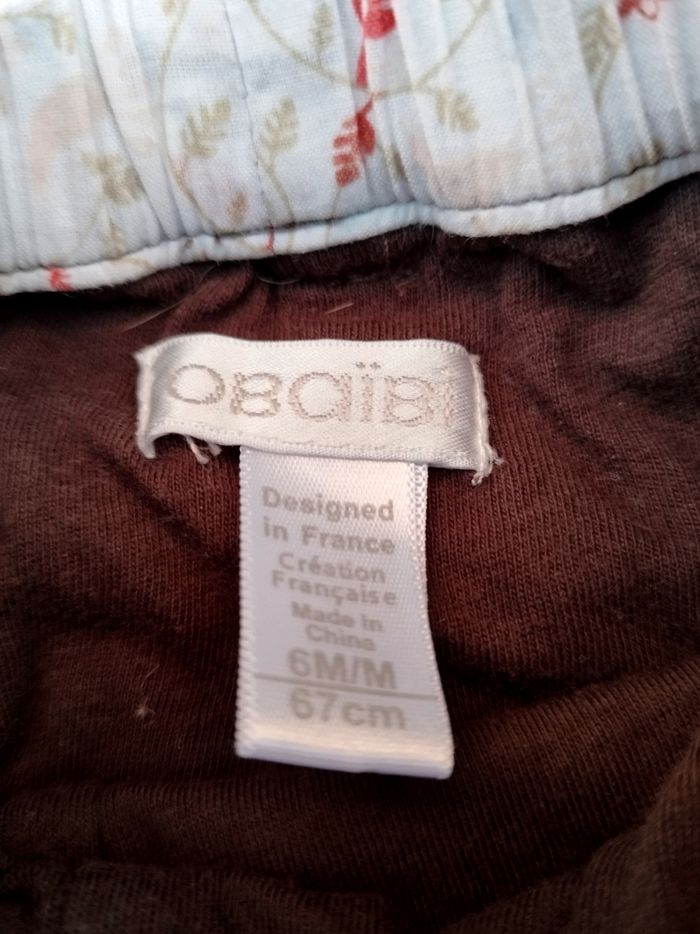 obaïbi
Designed
in France
Création
Française
Made in
China
6M/M
67cm